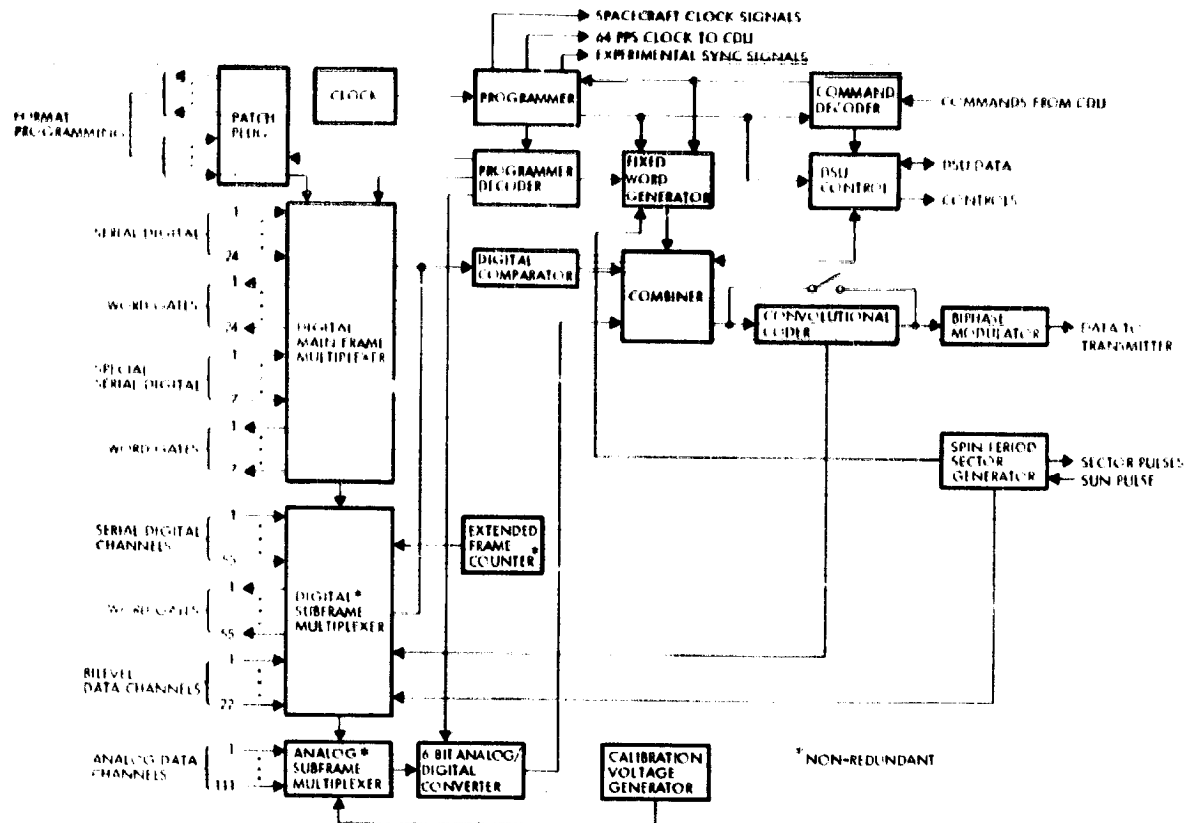 SPACECRAFT CLOCK SIGNALS
64 PPS CLOCK TO CDU
EXPERIMENTAL SYNC SIGNALS
FORMAT
PROGRAMMING
PATCH
PLUG
CLOCK
PROGRAMMER
COMMAND
DECODER
COMMANDS FROM CDU
PROGRAMMER
DECODER
FIXED
WORD
GENERATOR
DSU
CONTROL
DSU DATA
CONTROLS
SERIAL DIGITAL
1
24
WORD GATES
1
24
SPECIAL
SERIAL DIGITAL
1
7
WORD GATES
1
7
DIGITAL
MAIN FRAME
MULTIPLEXER
DIGITAL
COMPARATOR
COMBINER
CONVOLUTIONAL
CODER
BIPHASE
MODULATOR
DATA TO
TRANSMITTER
SPIN PERIOD
SECTOR
GENERATOR
SECTOR PULSES
SUN PULSE
SERIAL DIGITAL
CHANNELS
1
55
WORD GATES
1
55
BILEVEL
DATA CHANNELS
1
22
DIGITAL*
SUBFRAME
MULTIPLEXER
EXTENDED
FRAME
COUNTER*
ANALOG DATA
CHANNELS
1
111
ANALOG*
SUBFRAME
MULTIPLEXER
6 BIT ANALOG/
DIGITAL
CONVERTER
CALIBRATION
VOLTAGE
GENERATOR
*NON-REDUNDANT